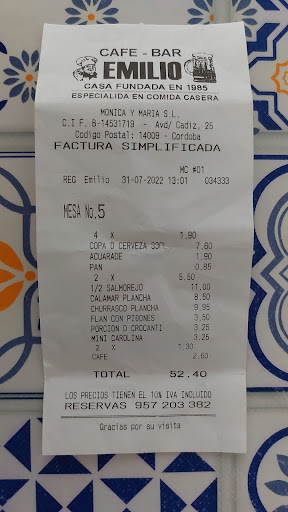 CAFE - BAR
EMILIO
CASA FUNDADA EN 1985
ESPECIALIDA EN COMIDA CASERA
MONICA Y MARIA S.L.
C.I F. B-14531719 - Avd/ Cadiz, 25
Codigo Postal: 14009 - Cordoba
FACTURA SIMPLIFICADA
MC #01
REG Emilio 31-07-2022 13:01 034333
MESA No.5
4 X 1.90
COPA D CERVEZA 33CL 7.60
ACUARADE 1.90
PAN 0.85
2 X 5.50
1/2 SALMOREJO 11.00
CALAMAR PLANCHA 8.50
CHURRASCO PLANCHA 9.95
FLAN CON PIÑONES 3.50
PORCION D CROCANTI 3.25
MINI CAROLINA 3.25
2 X 1.30
CAFE 2.60
TOTAL 52.40
LOS PRECIOS TIENEN EL 10% IVA INCLUIDO
RESERVAS 957 203 382
Gracias por su visita